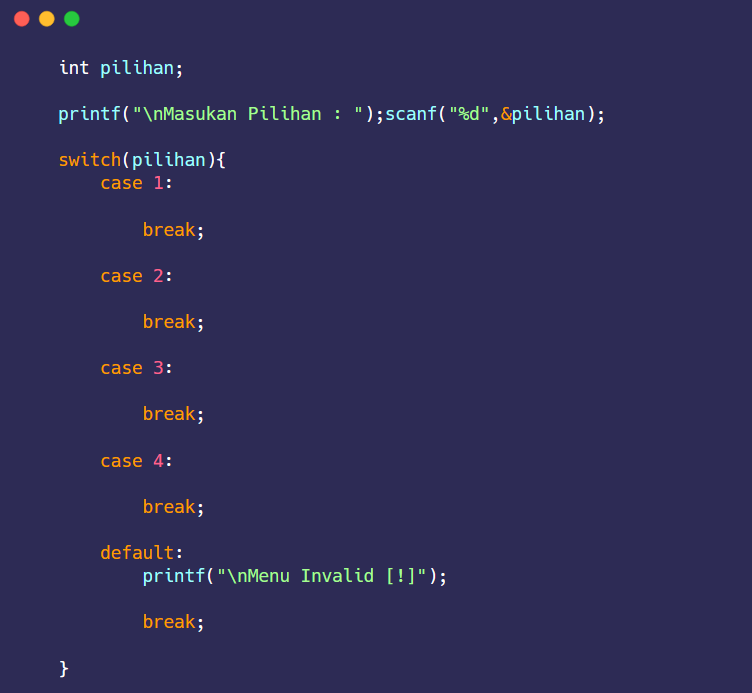 int pilihan;
printf("\nMasukan Pilihan : ");scanf("%d",&pilihan);
switch(pilihan){
case 1:
break;
case 2:
break;
case 3:
break;
case 4:
break;
default:
printf("\nMenu Invalid [!]");
break;
}